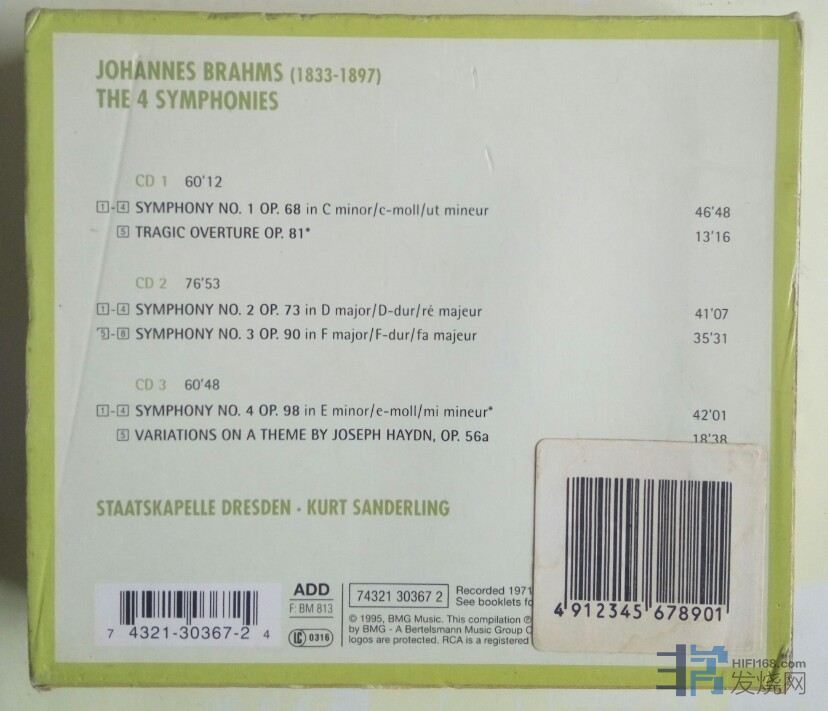 JOHANNES BRAHMS (1833-1897)
THE 4 SYMPHONIES
CD 1 60'12
1-4 SYMPHONY NO. 1 OP. 68 in C minor/c-moll/ut mineur 46'48
5 TRAGIC OVERTURE OP. 81* 13'16
CD 2 76'53
1-4 SYMPHONY NO. 2 OP. 73 in D major/D-dur/ré majeur 41'07
5-8 SYMPHONY NO. 3 OP. 90 in F major/F-dur/fa majeur 35'31
CD 3 60'48
1-4 SYMPHONY NO. 4 OP. 98 in E minor/e-moll/mi mineur* 42'01
5 VARIATIONS ON A THEME BY JOSEPH HAYDN, OP. 56a 18'38
STAATSKAPELLE DRESDEN · KURT SANDERLING
7 4321-30367-2 4
ADD
F: BM 813
LC 0316
74321 30367 2
Recorded 1971
See booklets
© 1995, BMG Music. This compilation ℗
by BMG - A Bertelsmann Music Group
logos are protected. RCA is a registered
4 912345 678901
HIFI168.com
发烧网